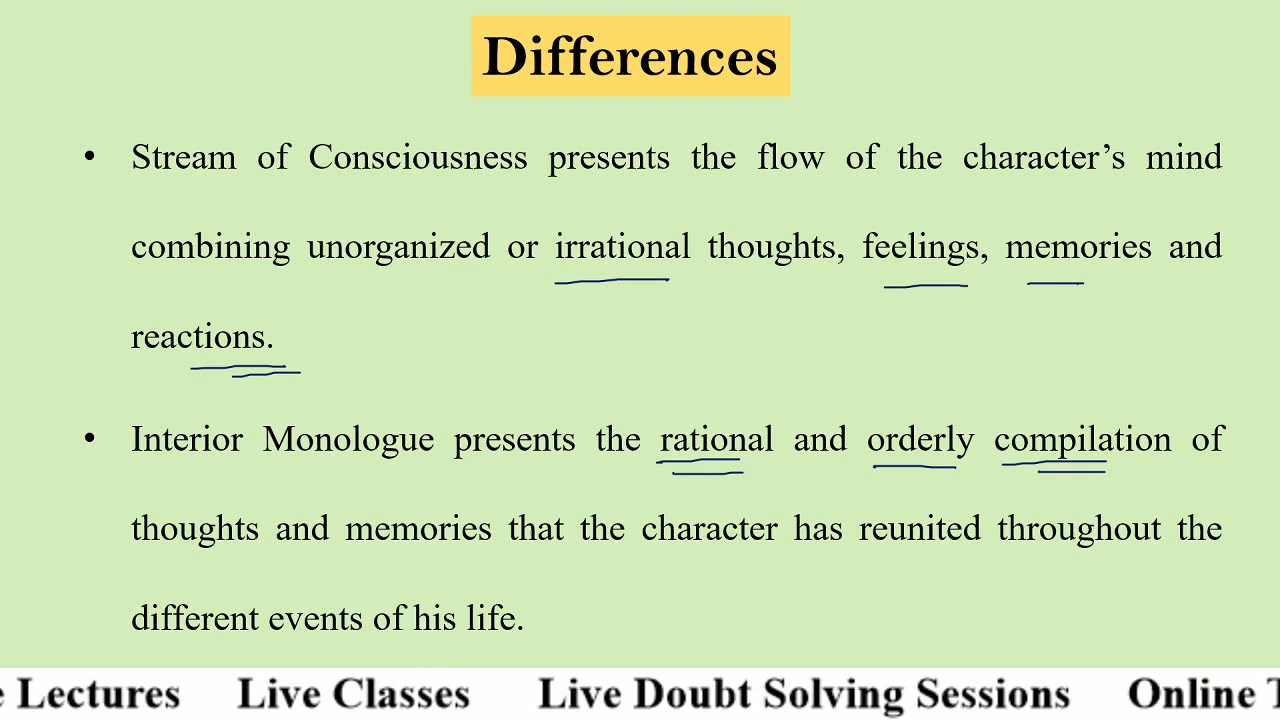 Differences
• Stream of Consciousness presents the flow of the character’s mind
combining unorganized or irrational thoughts, feelings, memories and
reactions.
• Interior Monologue presents the rational and orderly compilation of
thoughts and memories that the character has reunited throughout the
different events of his life.
e Lectures Live Classes Live Doubt Solving Sessions Online T